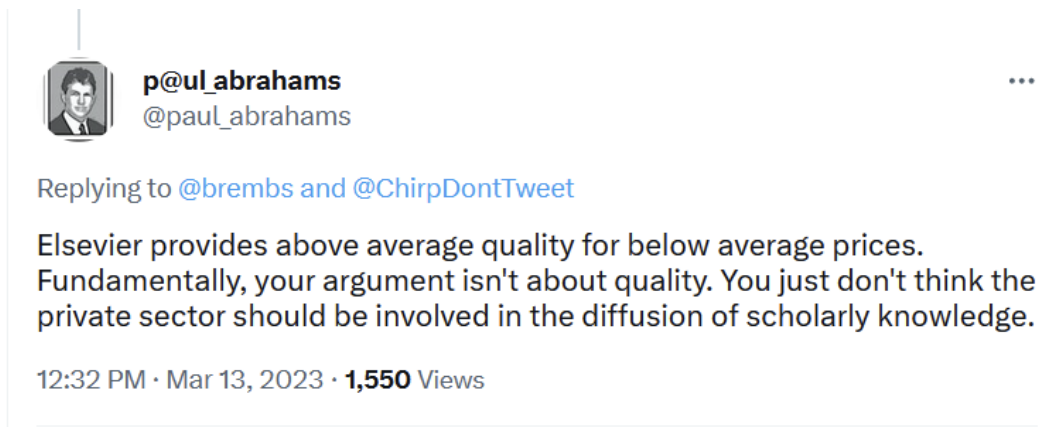 p@ul_abrahams
@paul_abrahams
Replying to @brembs and @ChirpDontTweet
Elsevier provides above average quality for below average prices.
Fundamentally, your argument isn't about quality. You just don't think the
private sector should be involved in the diffusion of scholarly knowledge.
12:32 PM · Mar 13, 2023 · 1,550 Views